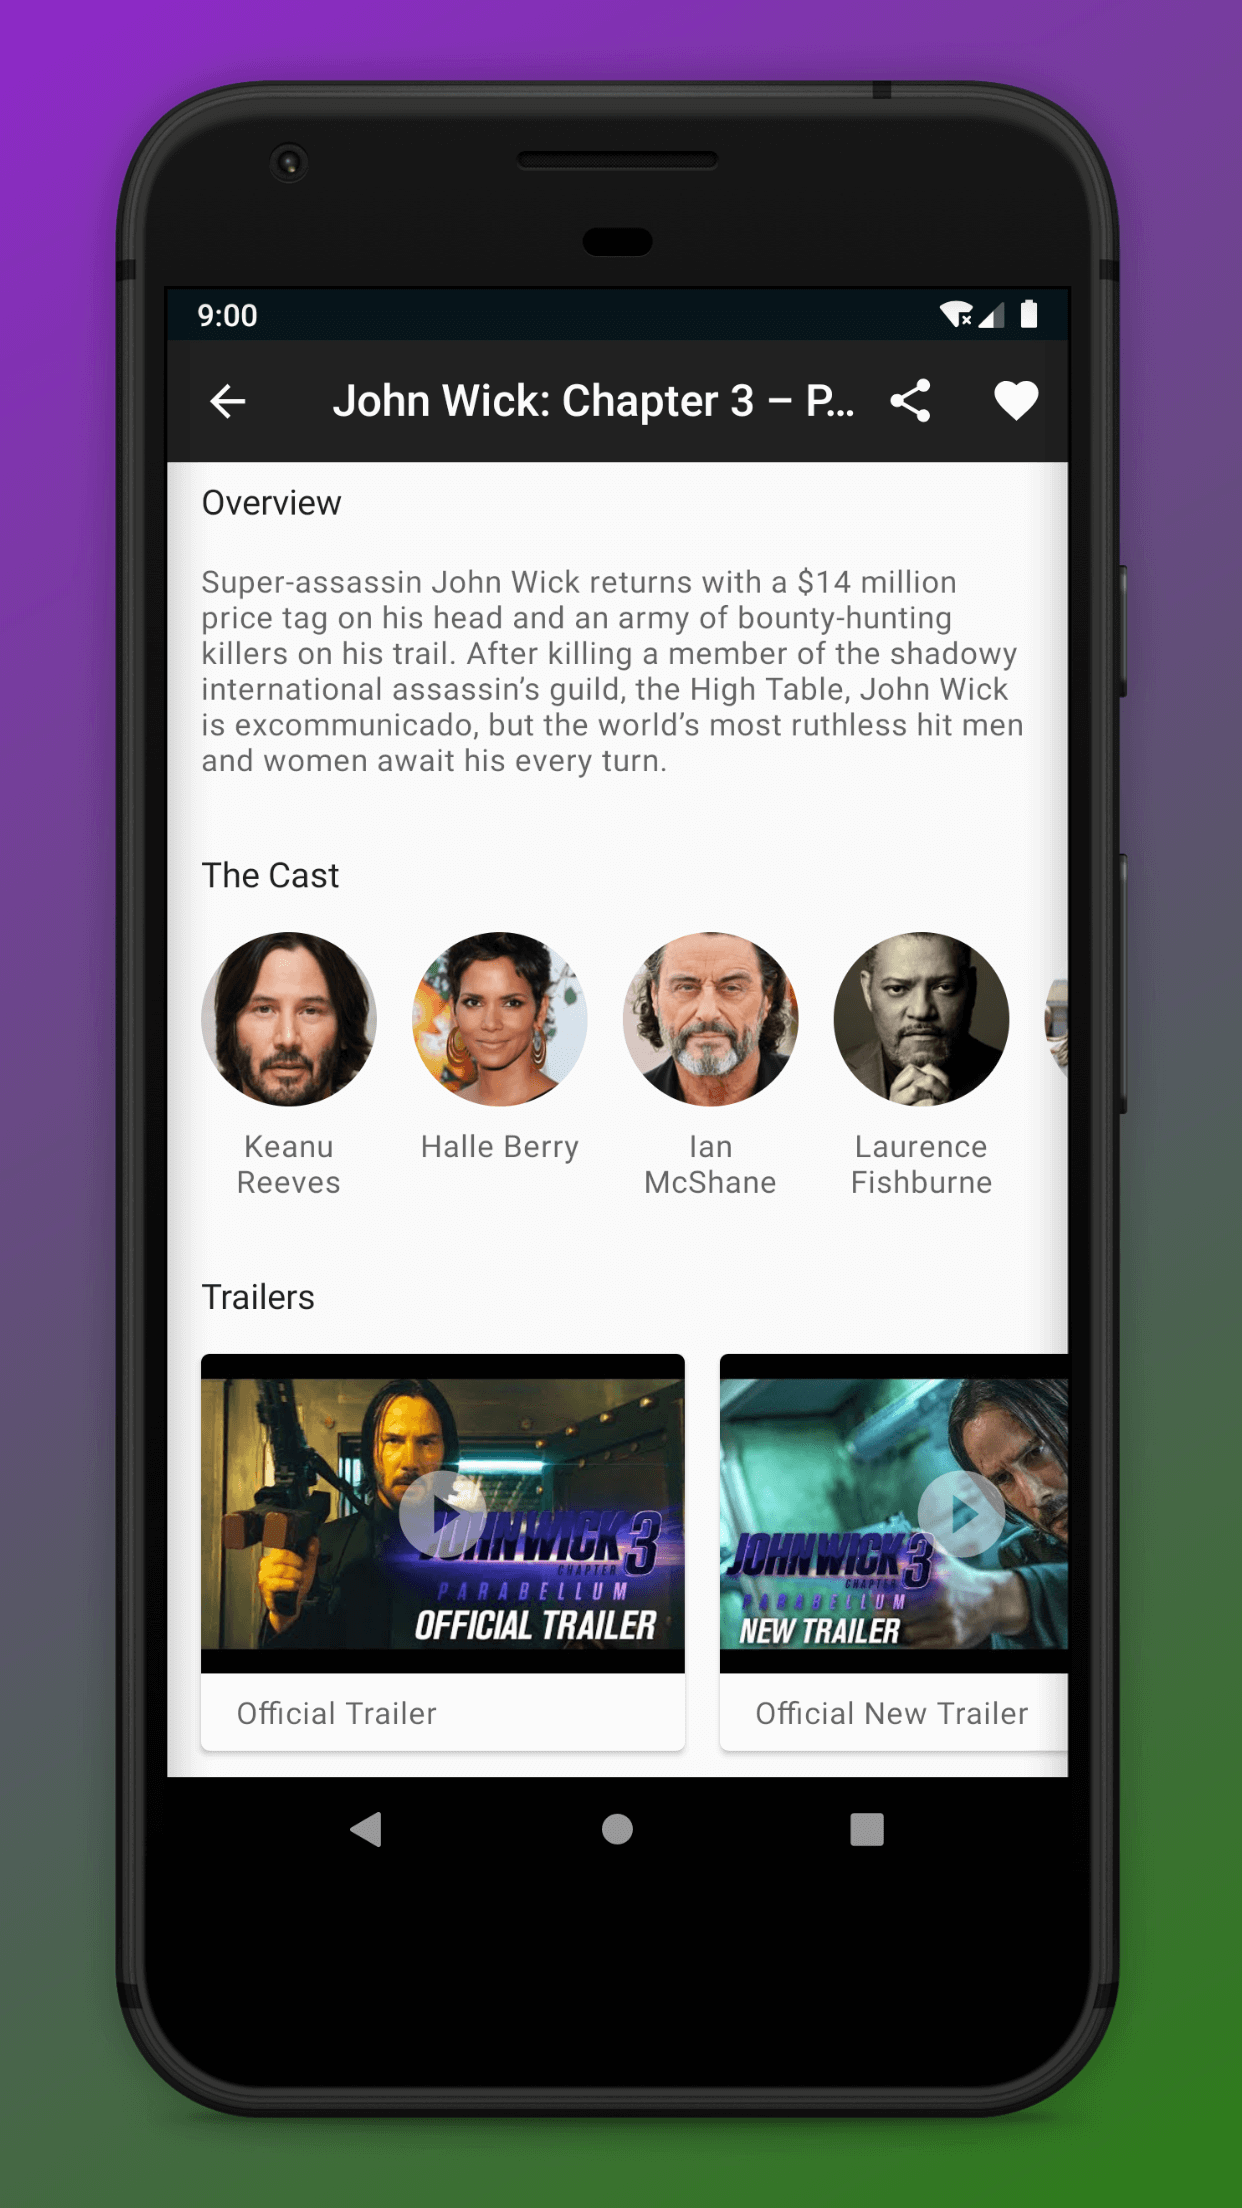 9:00
John Wick: Chapter 3 – P...
Overview
Super-assassin John Wick returns with a $14 million
price tag on his head and an army of bounty-hunting
killers on his trail. After killing a member of the shadowy
international assassin’s guild, the High Table, John Wick
is excommunicado, but the world’s most ruthless hit men
and women await his every turn.
The Cast
Keanu
Reeves
Halle Berry
Ian
McShane
Laurence
Fishburne
Trailers
JOHN WICK 3
CHAPTER
PARABELLUM
OFFICIAL TRAILER
JOHN WICK 3
CHAPTER
PARABELLUM
NEW TRAILER
Official Trailer
Official New Trailer